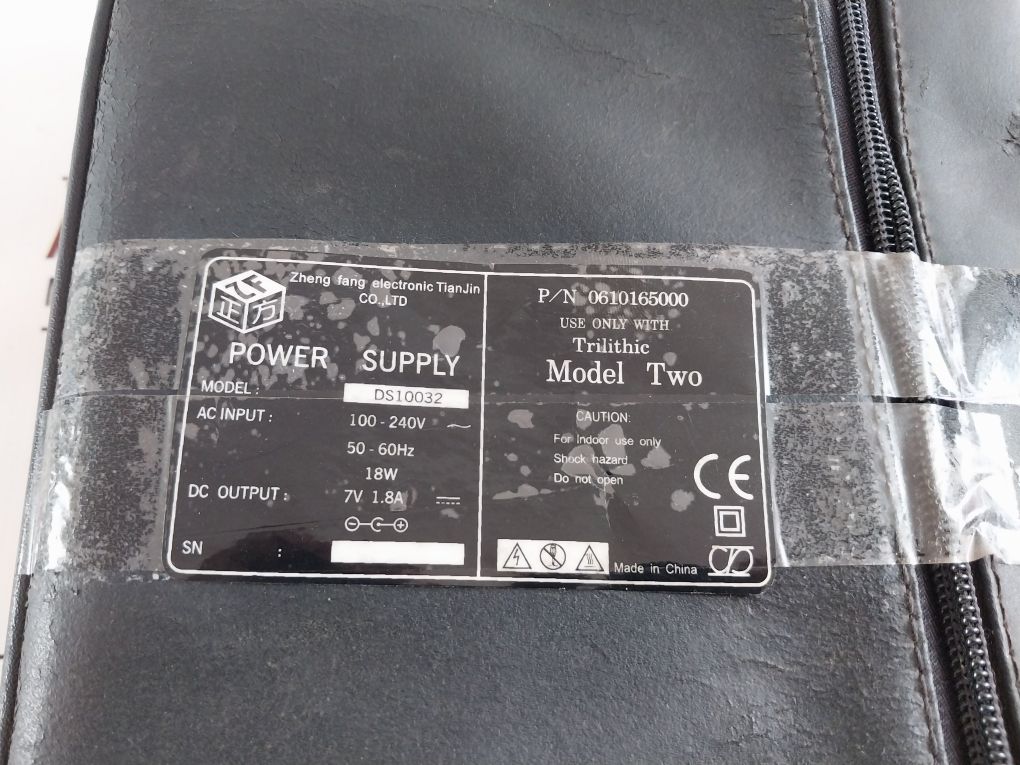 ZF
正方
Zheng fang electronic TianJin
CO.,LTD
POWER SUPPLY
MODEL: DS10032
AC INPUT: 100-240V ~
50-60Hz
18W
DC OUTPUT: 7V 1.8A
SN :
P/N 0610165000
USE ONLY WITH
Trilithic
Model Two
CAUTION:
For Indoor use only
Shock hazard
Do not open
CE
Made in China